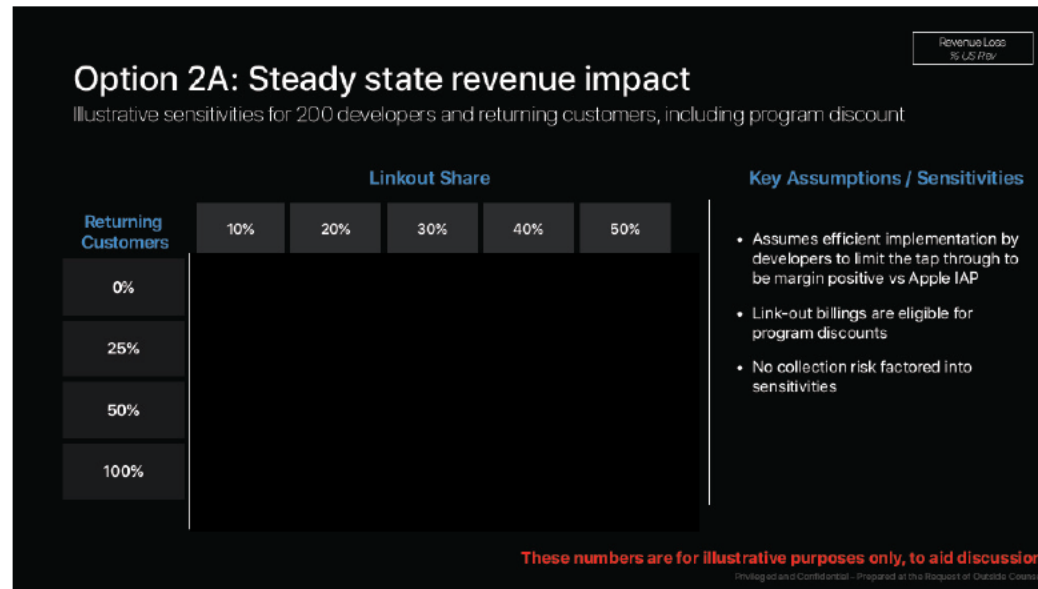 Revenue Loss
% US Rev
Option 2A: Steady state revenue impact
Illustrative sensitivities for 200 developers and returning customers, including program discount
Linkout Share
Key Assumptions / Sensitivities
Returning
Customers
10%
20%
30%
40%
50%
0%
25%
50%
100%
• Assumes efficient implementation by
developers to limit the tap through to
be margin positive vs Apple IAP
• Link-out billings are eligible for
program discounts
• No collection risk factored into
sensitivities
These numbers are for illustrative purposes only, to aid discussion
Privileged and Confidential – Prepared at the Request of Outside